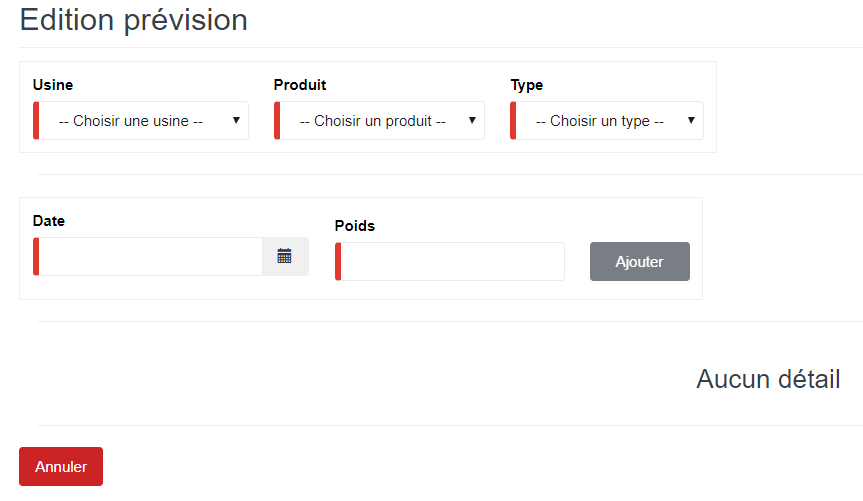 Edition prévision
Usine Produit Type
-- Choisir une usine -- -- Choisir un produit -- -- Choisir un type --
Date Poids
Ajouter
Aucun détail
Annuler